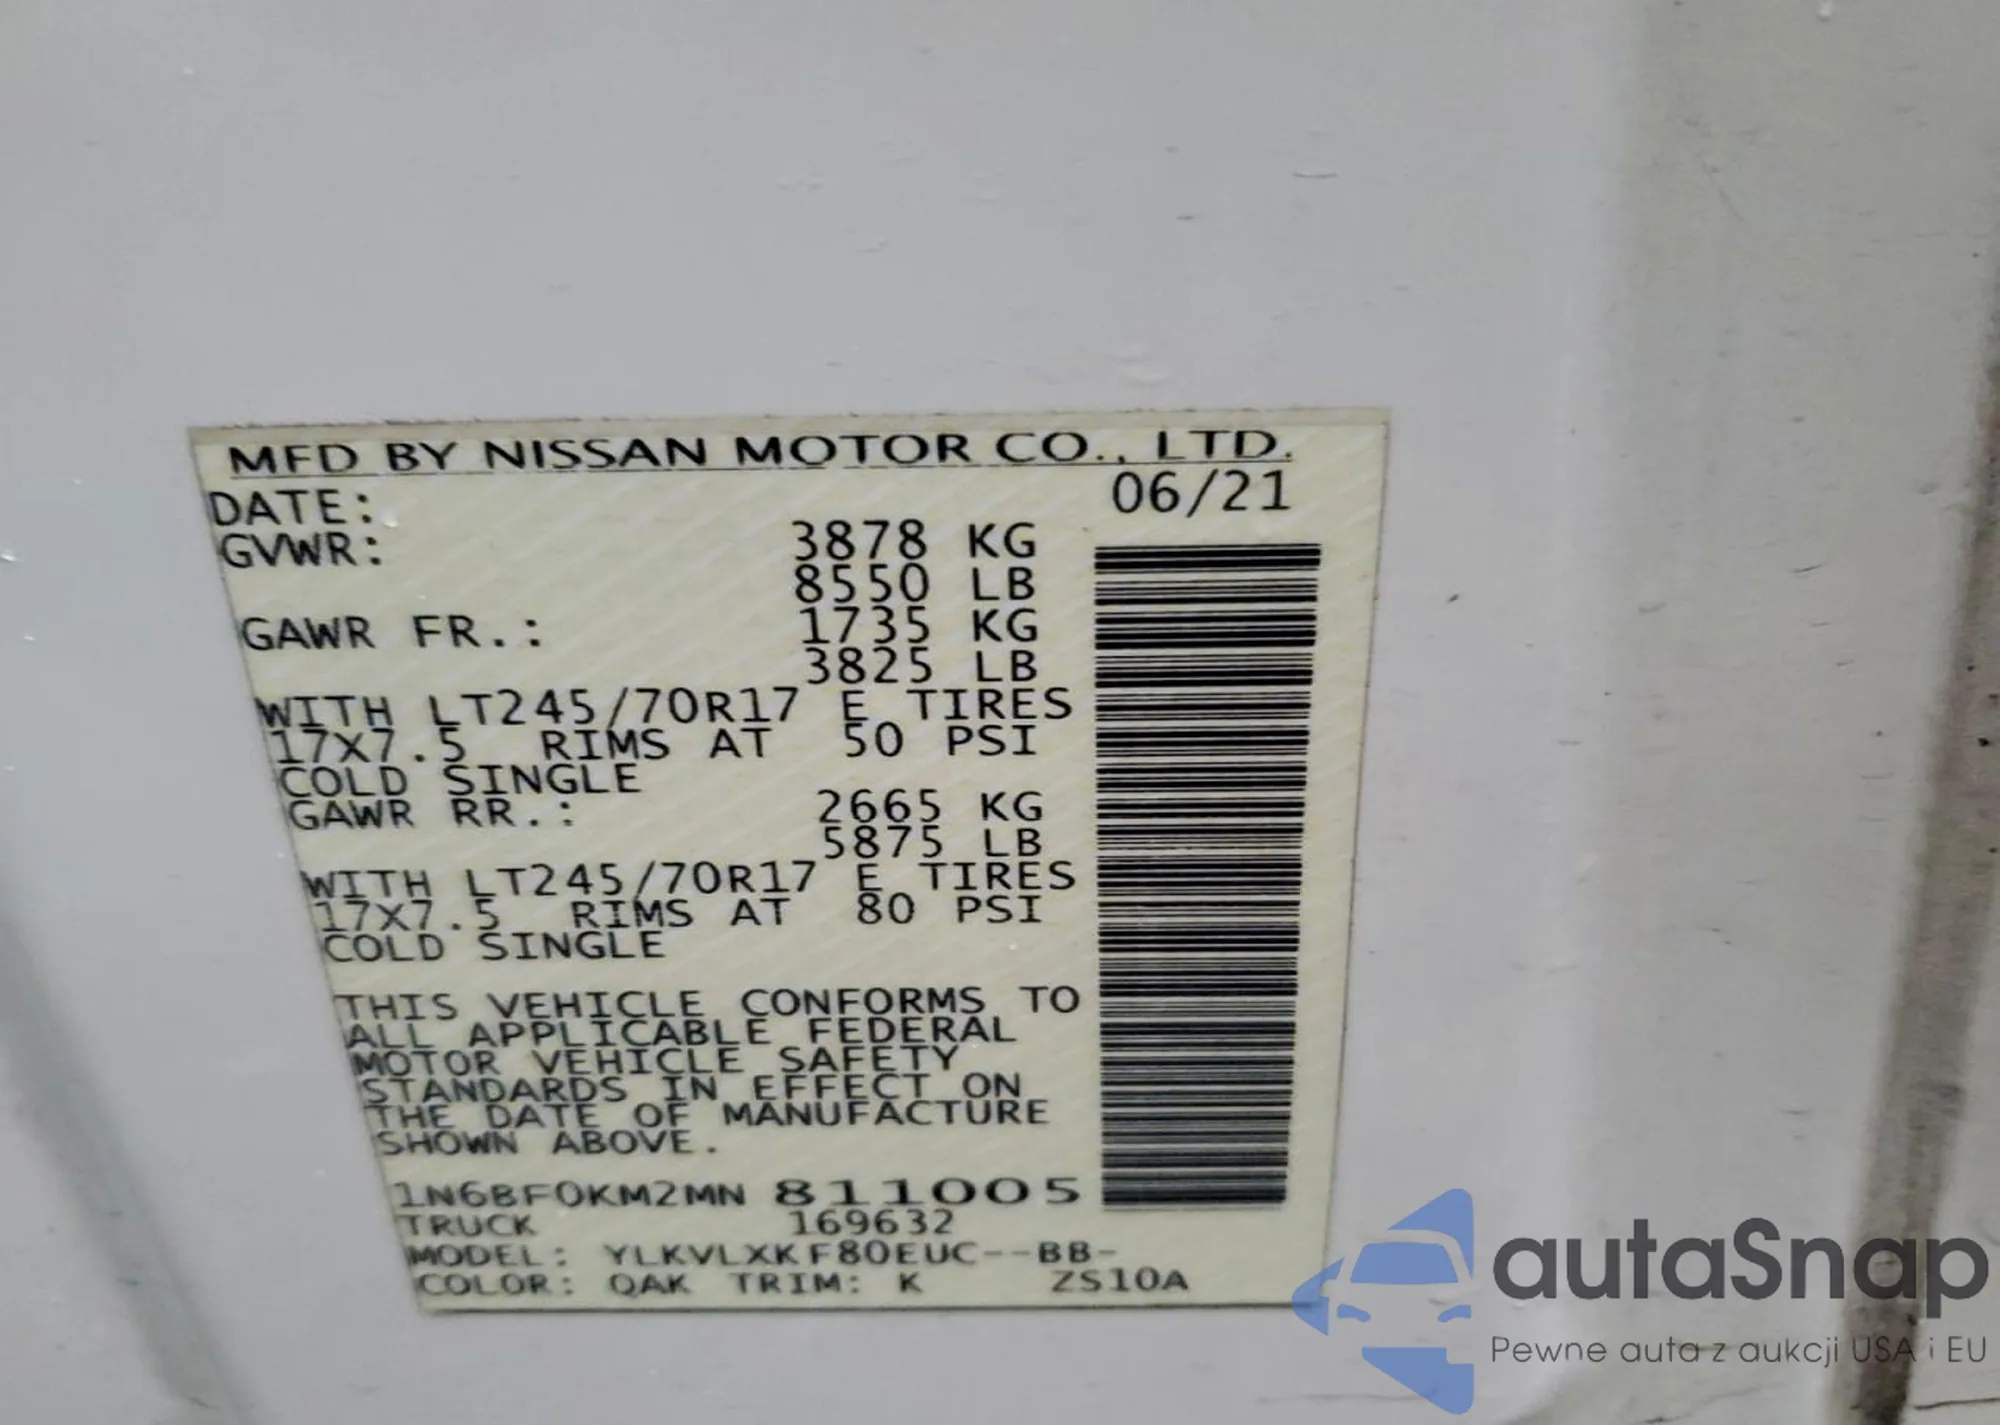 MFD BY NISSAN MOTOR CO., LTD.
DATE: 06/21
GVWR: 3878 KG
8550 LB
GAWR FR.: 1735 KG
3825 LB
WITH LT245/70R17 E TIRES
17X7.5 RIMS AT 50 PSI
COLD SINGLE
GAWR RR.: 2665 KG
5875 LB
WITH LT245/70R17 E TIRES
17X7.5 RIMS AT 80 PSI
COLD SINGLE
THIS VEHICLE CONFORMS TO
ALL APPLICABLE FEDERAL
MOTOR VEHICLE SAFETY
STANDARDS IN EFFECT ON
THE DATE OF MANUFACTURE
SHOWN ABOVE.
1N6BF0KM2MN 811005
TRUCK 169632
MODEL: YLKVLXKF80EUC--BB-
COLOR: QAK TRIM: K ZS10A
autaSnap
Pewne auta z aukcji USA i EU